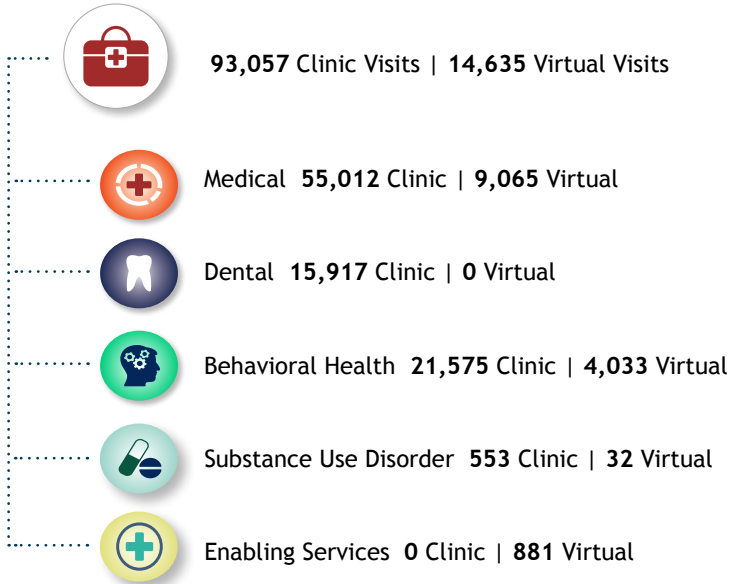 93,057 Clinic Visits | 14,635 Virtual Visits
Medical 55,012 Clinic | 9,065 Virtual
Dental 15,917 Clinic | 0 Virtual
Behavioral Health 21,575 Clinic | 4,033 Virtual
Substance Use Disorder 553 Clinic | 32 Virtual
Enabling Services 0 Clinic | 881 Virtual